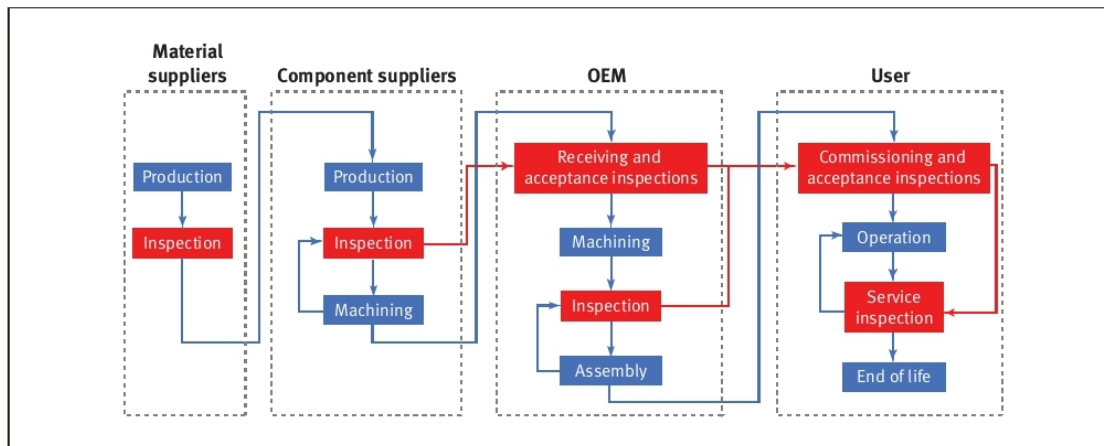 Material
suppliers
Production
Inspection
Component suppliers
Production
Inspection
Machining
OEM
Receiving and
acceptance inspections
Machining
Inspection
Assembly
User
Commissioning and
acceptance inspections
Operation
Service
inspection
End of life